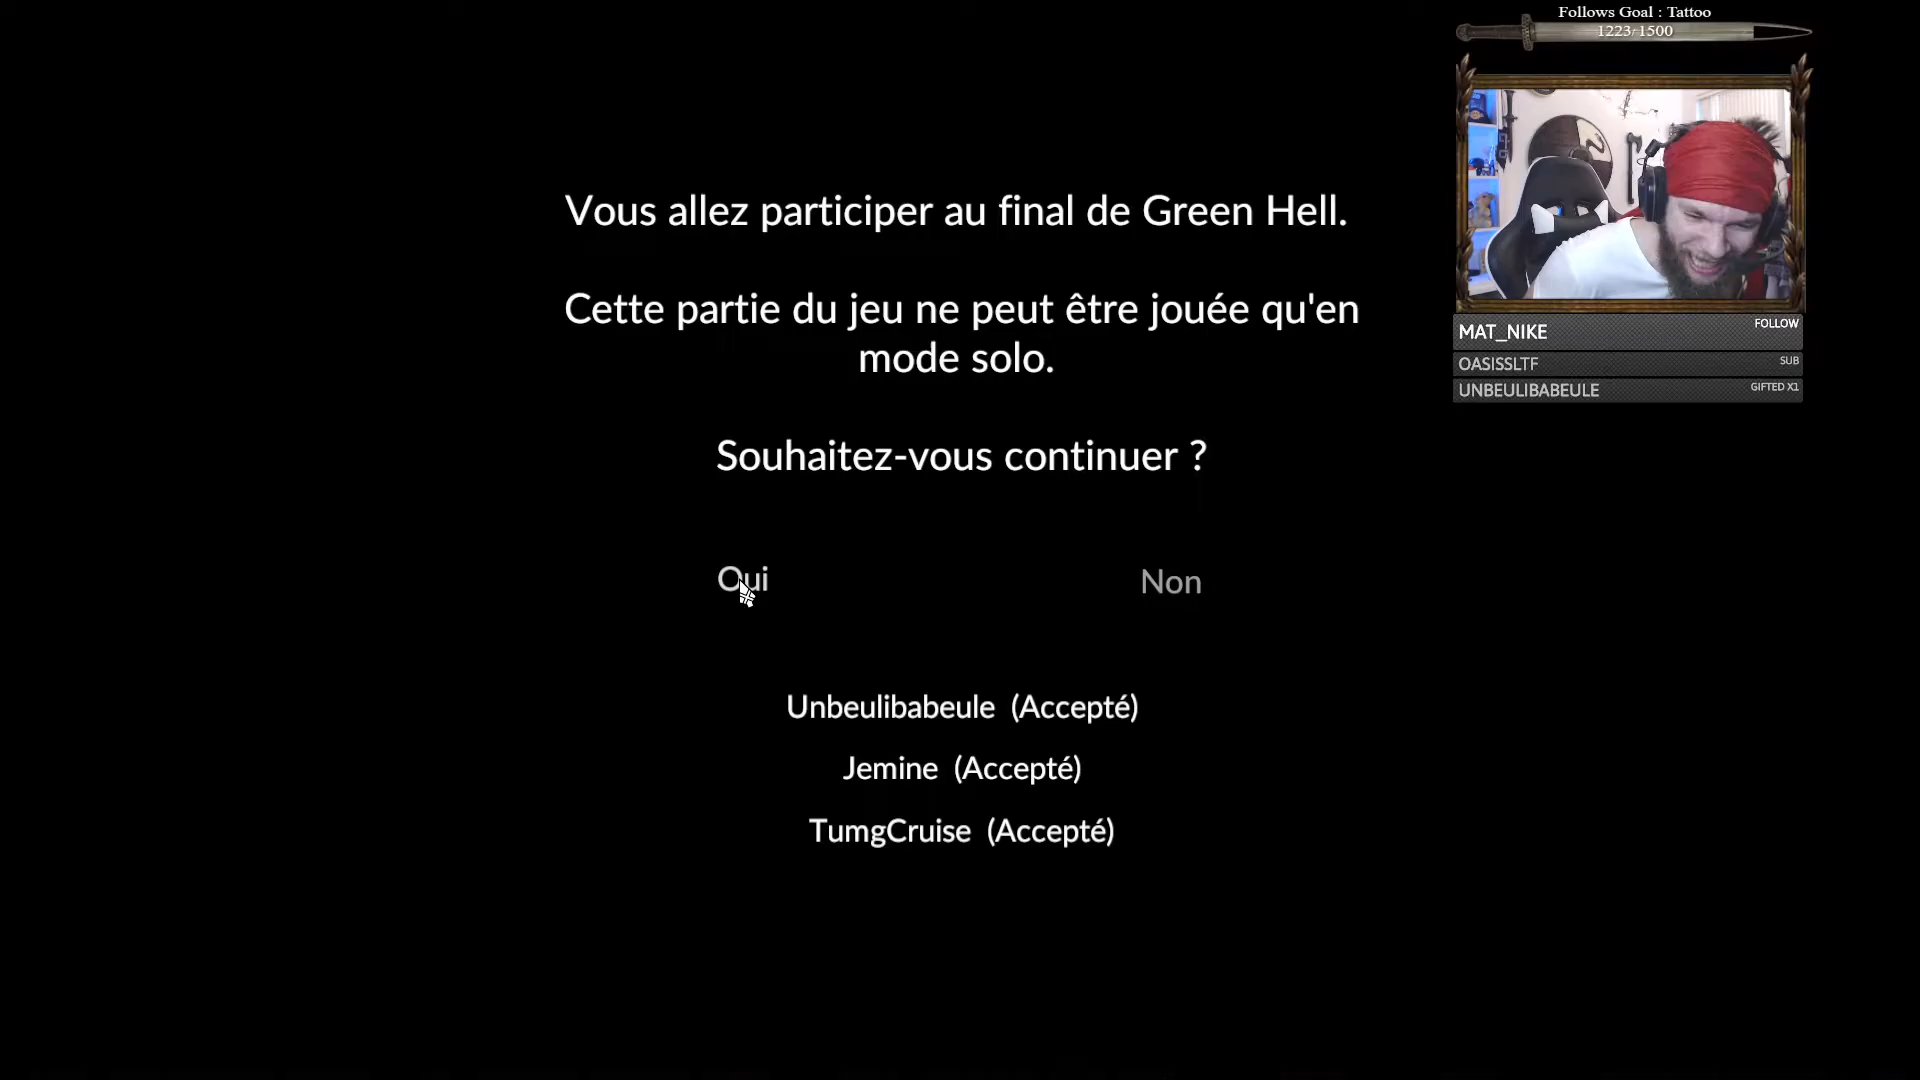 Follows Goal : Tattoo
1223/1500
Vous allez participer au final de Green Hell.
Cette partie du jeu ne peut être jouée qu'en
mode solo.
Souhaitez-vous continuer ?
Oui
Non
Unbeulibabeule (Accepté)
Jemine (Accepté)
TumgCruise (Accepté)
MAT_NIKE FOLLOW
OASISSLTF SUB
UNBEULIBABEULE GIFTED X1